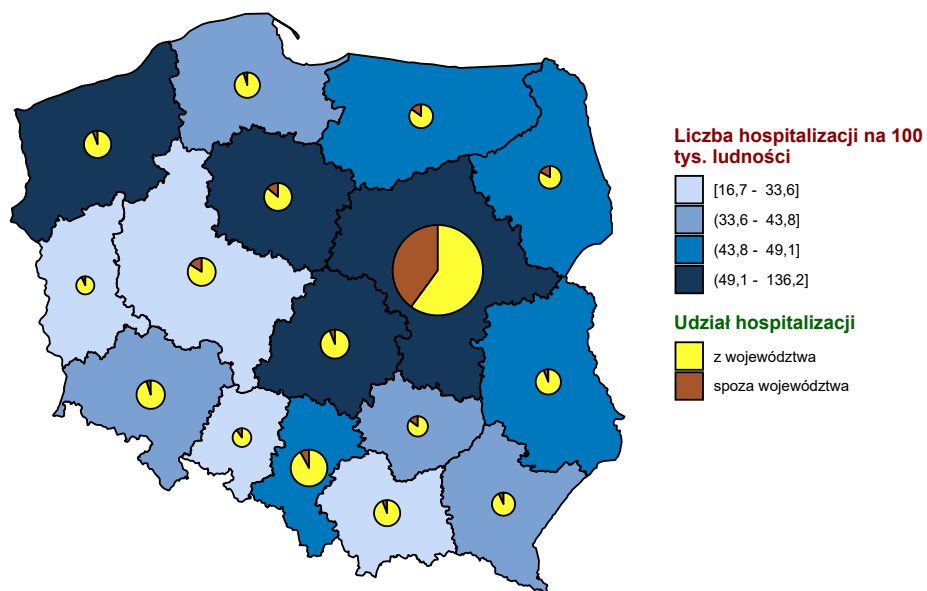 Liczba hospitalizacji na 100
tys. ludności
[16,7 - 33,6]
(33,6 - 43,8]
(43,8 - 49,1]
(49,1 - 136,2]
Udział hospitalizacji
z województwa
spoza województwa